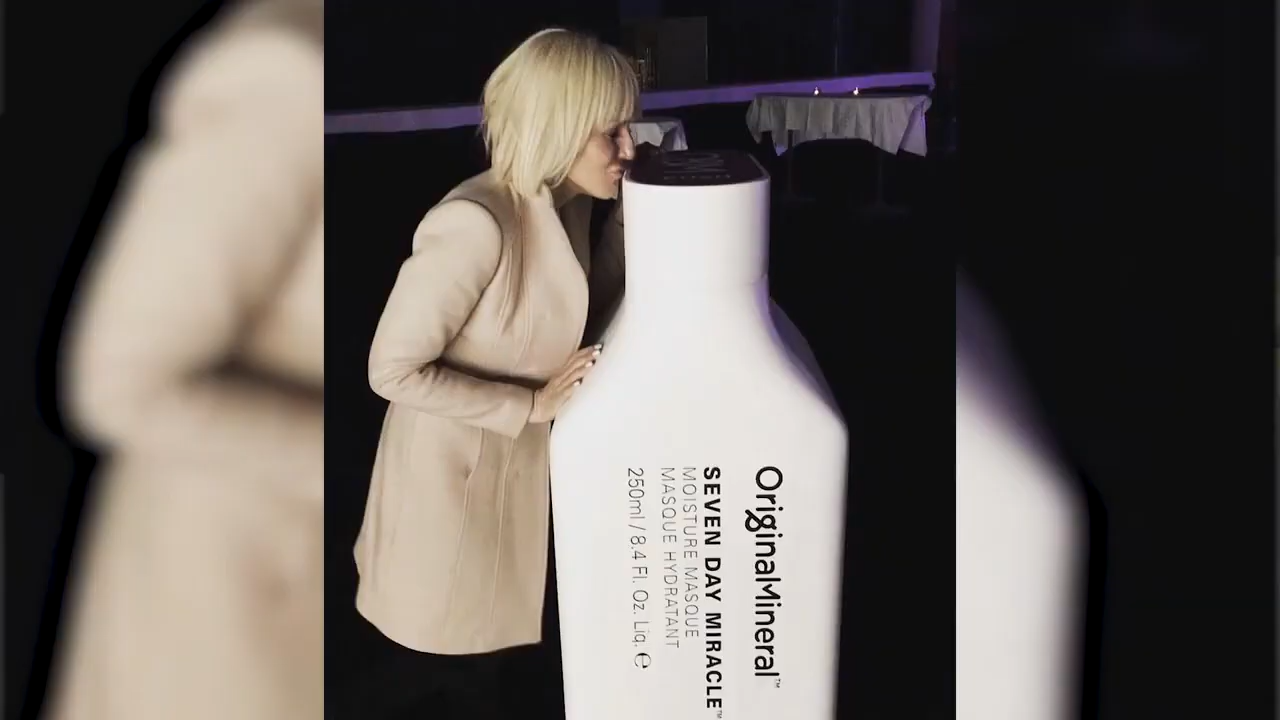 OriginalMineral™
SEVEN DAY MIRACLE™
MOISTURE MASQUE
MASQUE HYDRATANT
250ml / 8.4 Fl. Oz. Liq. ℮